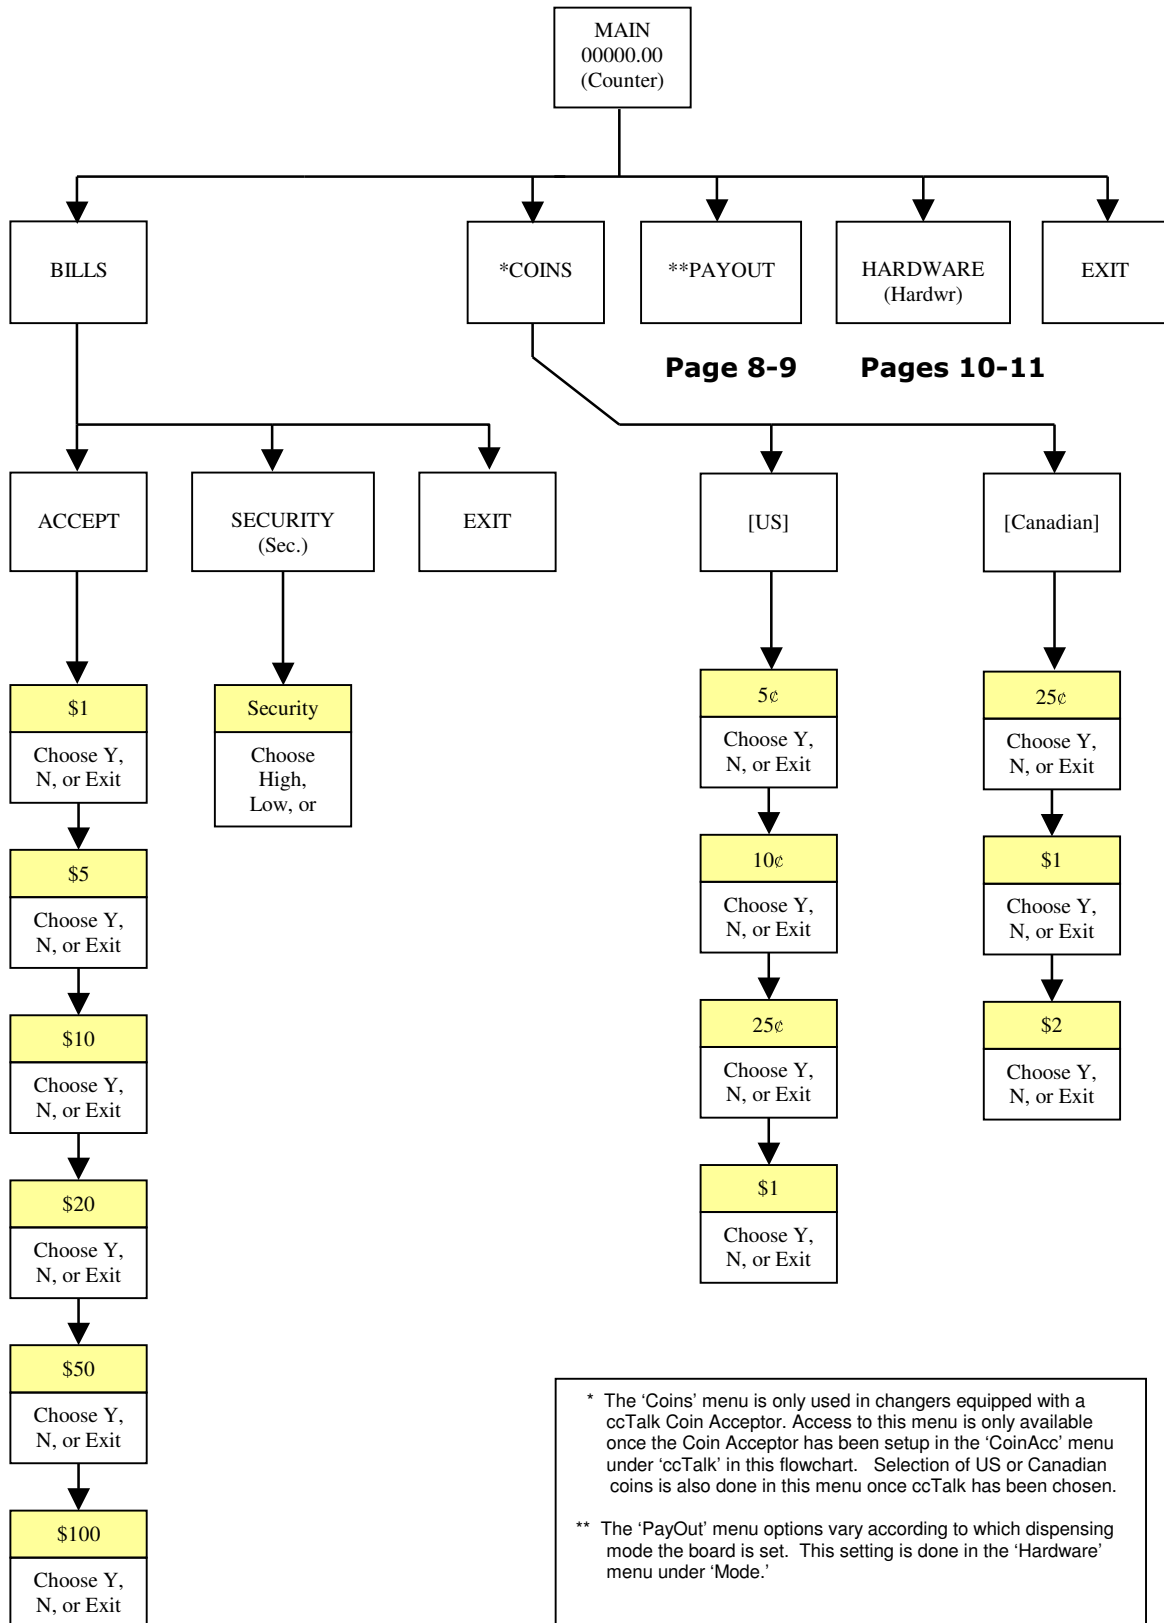 MAIN
00000.00
(Counter)
BILLS
*COINS
**PAYOUT
HARDWARE
(Hardwr)
EXIT
Page 8-9
Pages 10-11
ACCEPT
SECURITY
(Sec.)
EXIT
[US]
[Canadian]
$1
Choose Y,
N, or Exit
$5
Choose Y,
N, or Exit
$10
Choose Y,
N, or Exit
$20
Choose Y,
N, or Exit
$50
Choose Y,
N, or Exit
$100
Choose Y,
N, or Exit
Security
Choose
High,
Low, or
5¢
Choose Y,
N, or Exit
10¢
Choose Y,
N, or Exit
25¢
Choose Y,
N, or Exit
$1
Choose Y,
N, or Exit
25¢
Choose Y,
N, or Exit
$1
Choose Y,
N, or Exit
$2
Choose Y,
N, or Exit
* The ‘Coins’ menu is only used in changers equipped with a
ccTalk Coin Acceptor. Access to this menu is only available
once the Coin Acceptor has been setup in the ‘CoinAcc’ menu
under ‘ccTalk’ in this flowchart. Selection of US or Canadian
coins is also done in this menu once ccTalk has been chosen.
** The ‘PayOut’ menu options vary according to which dispensing
mode the board is set. This setting is done in the ‘Hardware’
menu under ‘Mode.’